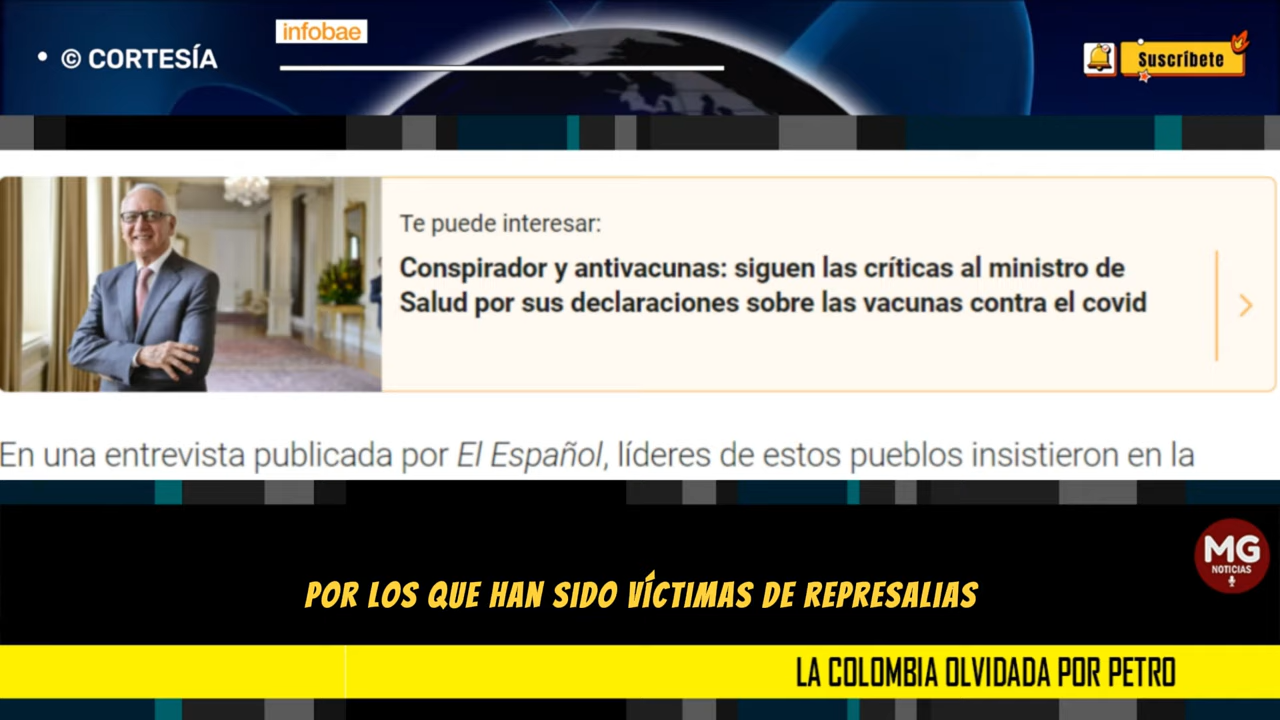 • © CORTESÍA
infobae
Suscríbete
Te puede interesar:
Conspirador y antivacunas: siguen las críticas al ministro de
Salud por sus declaraciones sobre las vacunas contra el covid
En una entrevista publicada por El Español, líderes de estos pueblos insistieron en la
MG
NOTICIAS
POR LOS QUE HAN SIDO VÍCTIMAS DE REPRESALIAS
LA COLOMBIA OLVIDADA POR PETRO